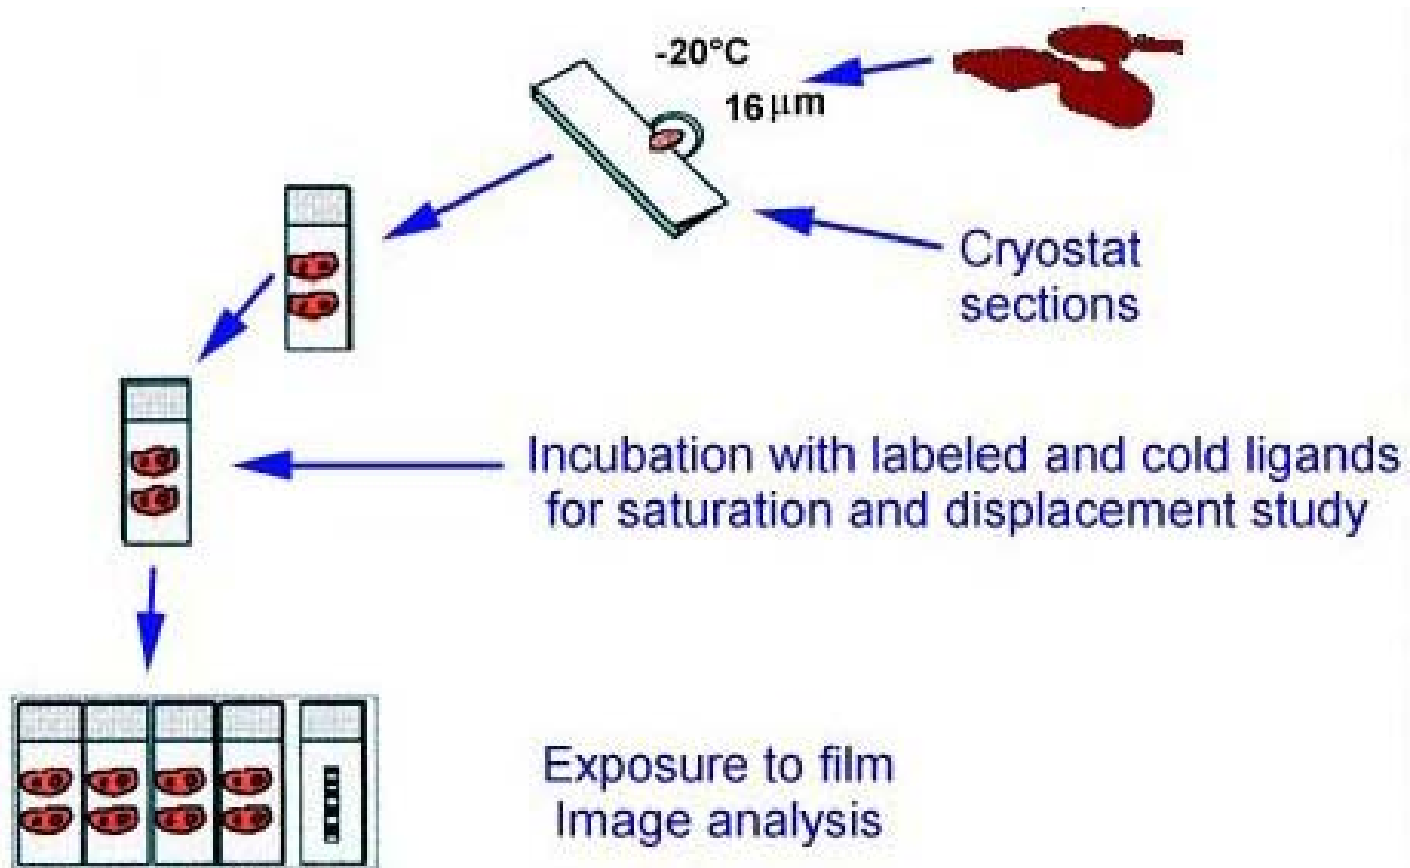 -20°C
16 μm
Cryostat
sections
Incubation with labeled and cold ligands
for saturation and displacement study
Exposure to film
Image analysis